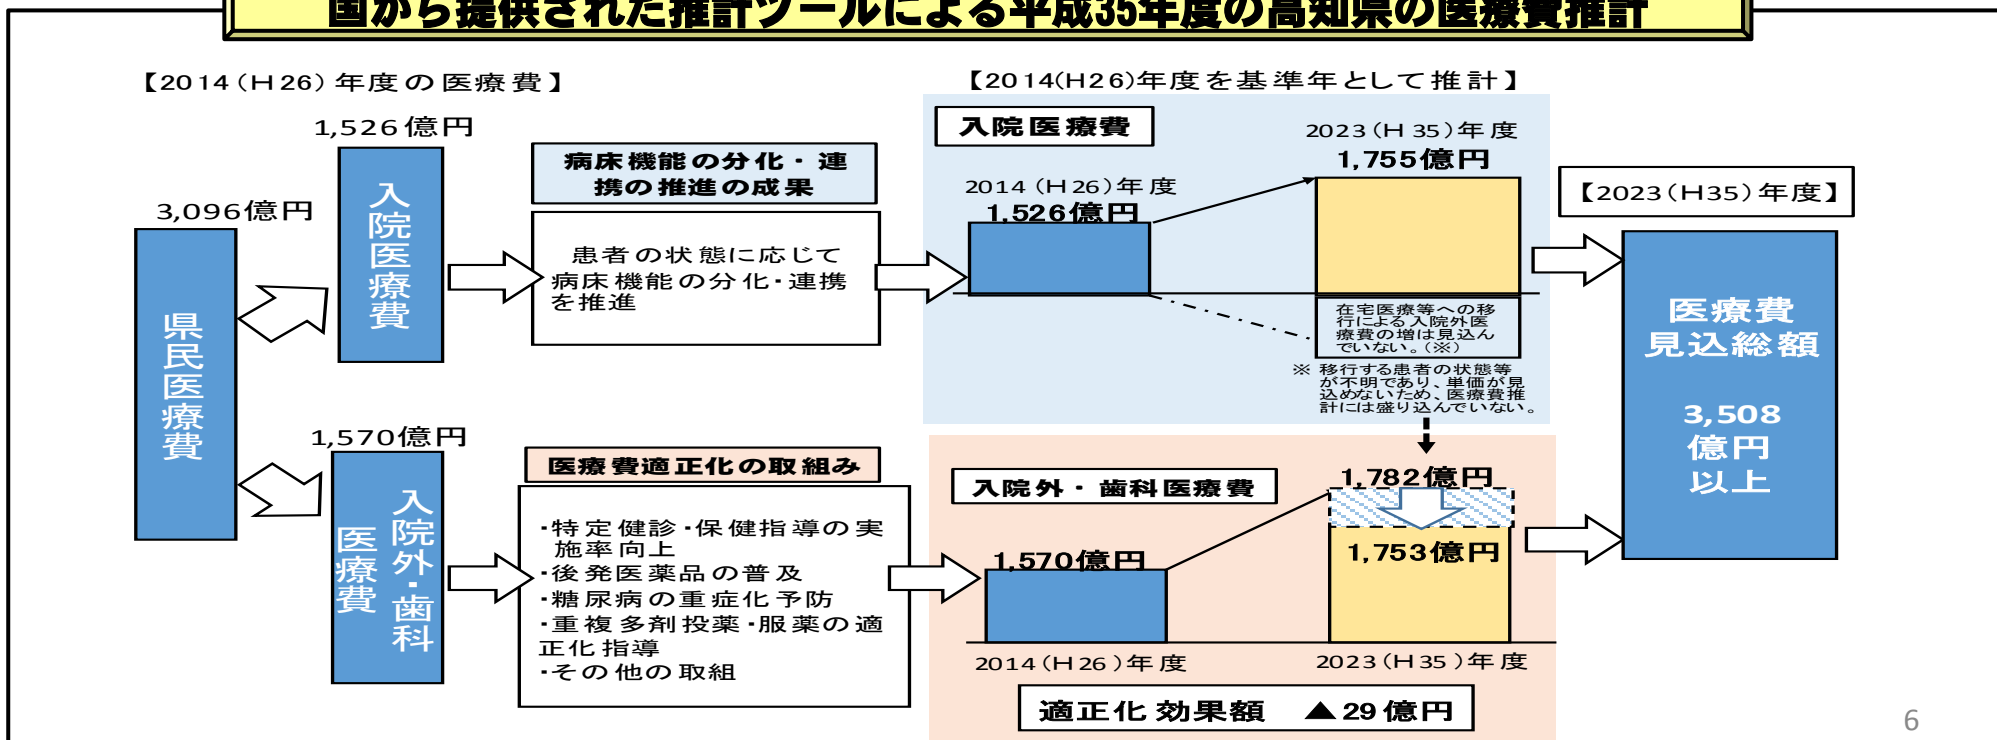 国から提供された推計ツールによる平成35年度の高知県の医療費推計
【2014(H26)年度の医療費】
3,096億円
県民医療費
1,526億円
入院医療費
1,570億円
入院外・歯科
医療費
病床機能の分化・連
携の推進の成果
患者の状態に応じて
病床機能の分化・連携
を推進
医療費適正化の取組み
・特定健診・保健指導の実
施率向上
・後発医薬品の普及
・糖尿病の重症化予防
・重複多剤投薬・服薬の適
正化指導
・その他の取組
【2014(H26)年度を基準年として推計】
入院医療費
2014(H26)年度
1,526億円
2023(H35)年度
1,755億円
在宅医療等への移
行による入院外医
療費の増は見込ん
でいない。(※)
※ 移行する患者の状態等
が不明であり、単価が見
込めないため、医療費推
計には盛り込んでいない。
入院外・歯科医療費
1,570億円
2014(H26)年度
1,782億円
1,753億円
2023(H35)年度
適正化効果額 ▲29億円
【2023(H35)年度】
医療費
見込総額
3,508
億円
以上
6